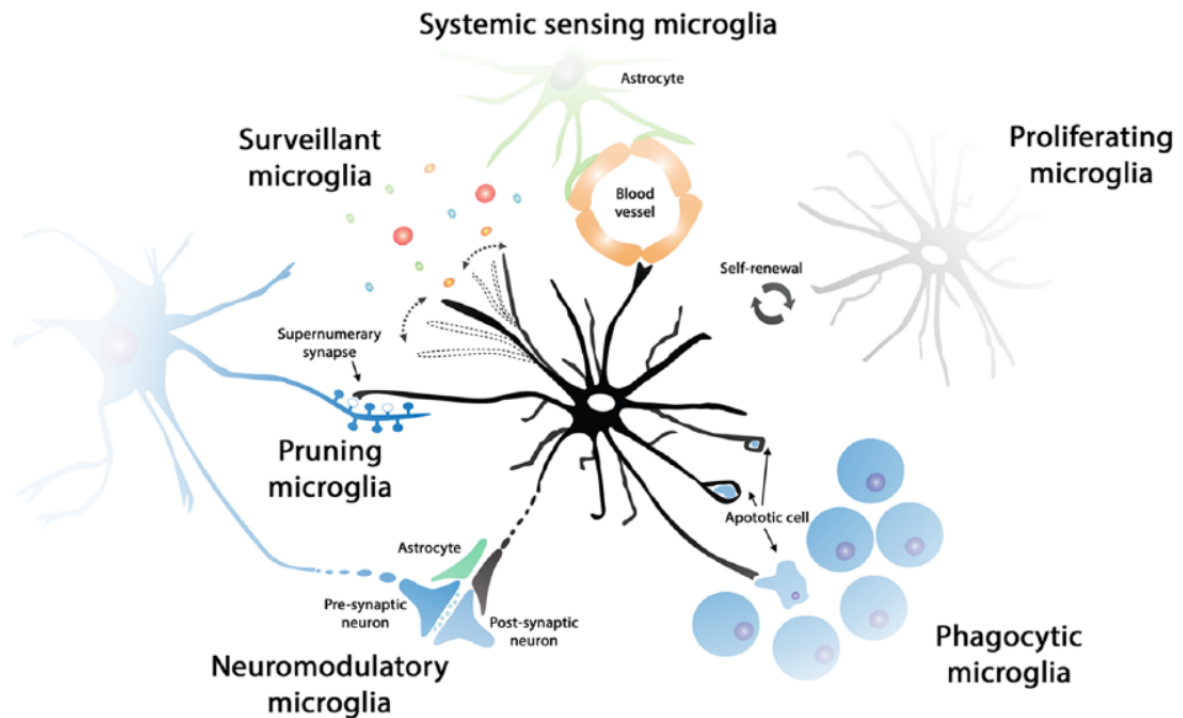 Systemic sensing microglia
Astrocyte
Surveillant
microglia
Proliferating
microglia
Blood
vessel
Self-renewal
Supernumerary
synapse
Pruning
microglia
Apototic cell
Astrocyte
Pre-synaptic
neuron
Post-synaptic
neuron
Neuromodulatory
microglia
Phagocytic
microglia